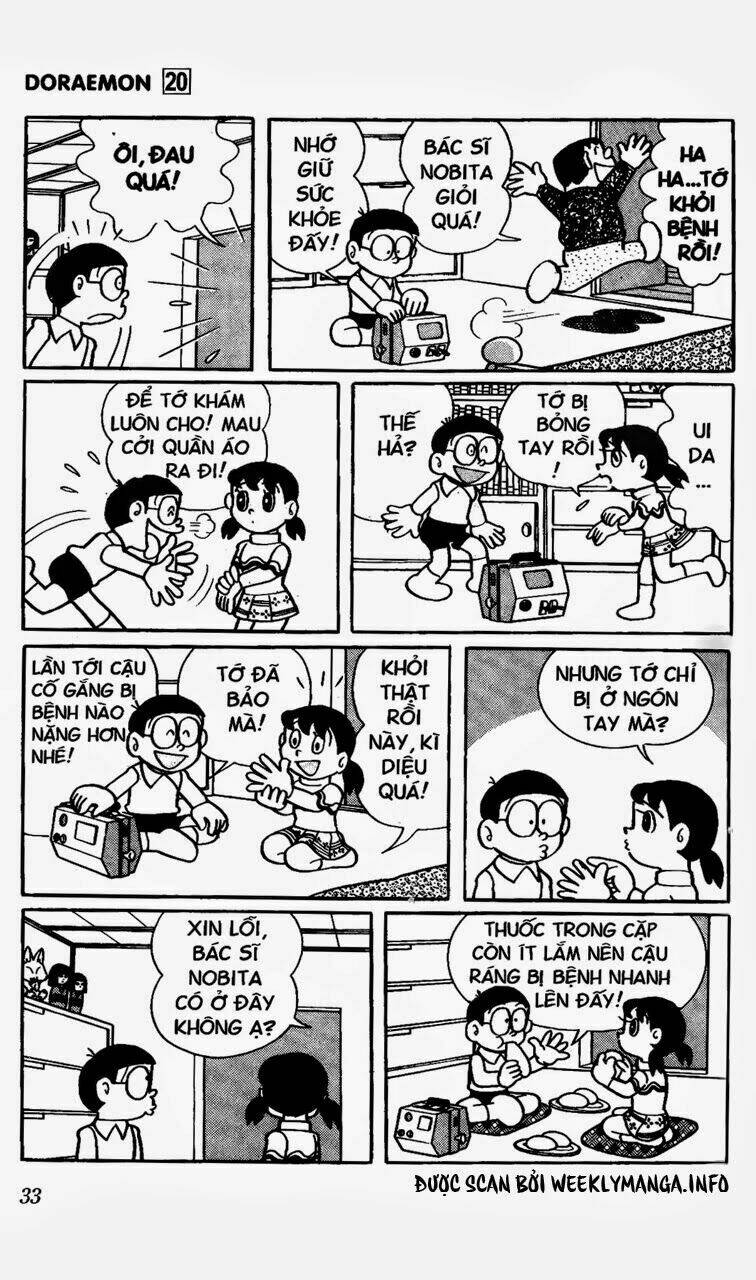 DORAEMON 20
HA
HA...TỚ
KHỎI
BỆNH
RỒI!
BÁC SĨ
NOBITA
GIỎI
QUÁ!
NHỚ
GIỮ
SỨC
KHỎE
ĐẤY!
ÔI, ĐAU
QUÁ!
UI
DA
...
TỚ BỊ
BỎNG
TAY RỒI
!
THẾ
HẢ?
ĐỂ TỚ KHÁM
LUÔN CHO! MAU
CỞI QUẦN ÁO
RA ĐI!
NHƯNG TỚ CHỈ
BỊ Ở NGÓN
TAY MÀ?
KHỎI
THẬT
RỒI
NÀY, KÌ
DIỆU
QUÁ!
TỚ ĐÃ
BẢO
MÀ!
LẦN TỚI CẬU
CỐ GẮNG BỊ
BỆNH NÀO
NẶNG HƠN
NHÉ!
THUỐC TRONG CẶP
CÒN ÍT LẮM NÊN CẬU
RÁNG BỊ BỆNH NHANH
LÊN ĐẤY!
XIN LỖI,
BÁC SĨ
NOBITA
CÓ Ở ĐÂY
KHÔNG Ạ?
33
ĐƯỢC SCAN BỞI WEEKLYMANGA.INFO